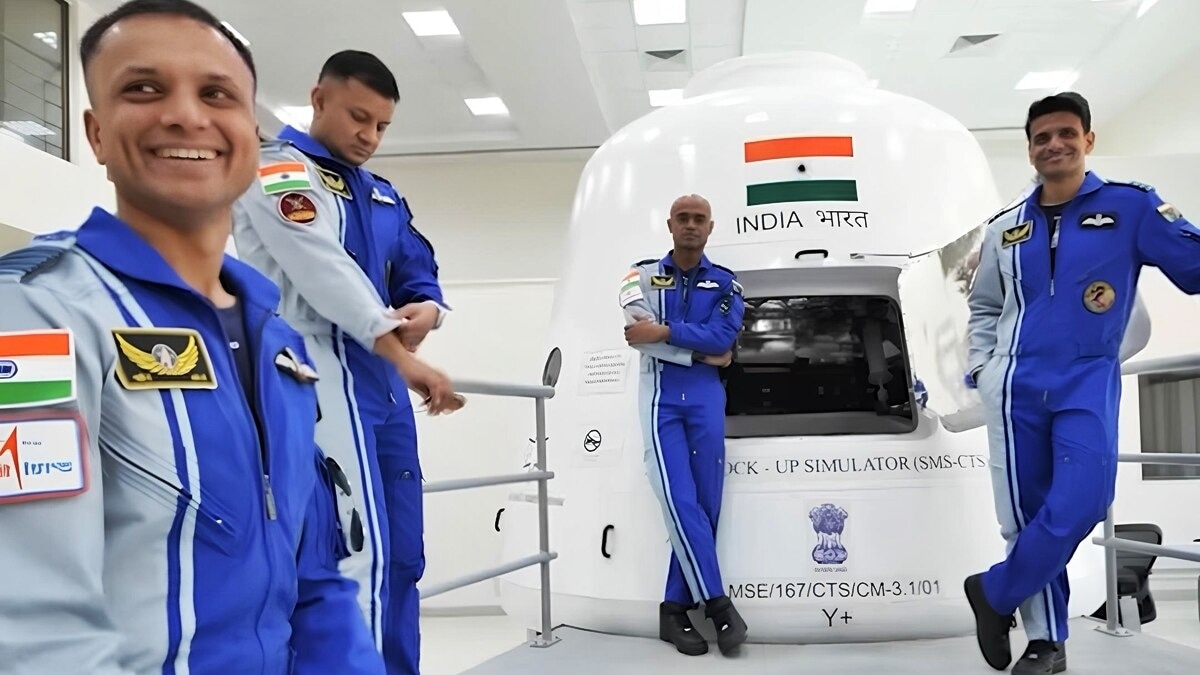 INDIA भारत
OCK - UP SIMULATOR (SMS-CTS
MSE/167/CTS/CM-3.1/01
Y+